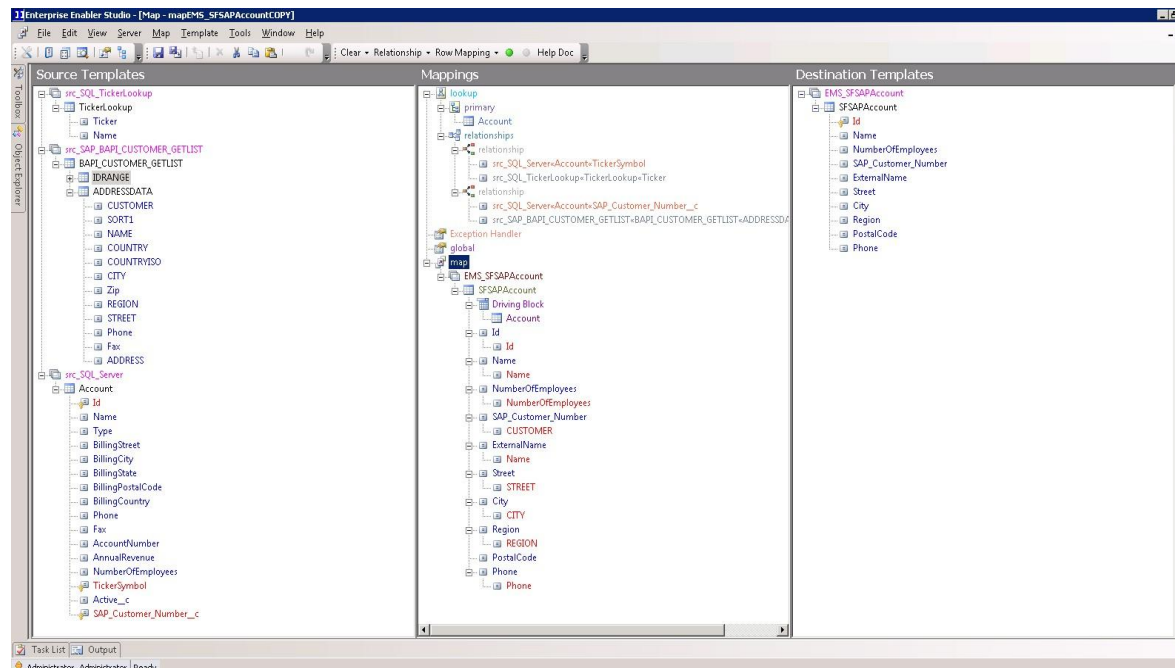 Enterprise Enabler Studio - [Map - mapEMS_SFSAPAccountCOPY]
File Edit View Server Map Template Tools Window Help
Clear Relationship Row Mapping Help Doc
Toolbox
Object Explorer
Source Templates
src_SQL_TickerLookup
TickerLookup
Ticker
Name
src_SAP_BAPI_CUSTOMER_GETLIST
BAPI_CUSTOMER_GETLIST
IDRANGE
ADDRESSDATA
CUSTOMER
SORT1
NAME
COUNTRY
COUNTRYISO
CITY
Zip
REGION
STREET
Phone
Fax
ADDRESS
src_SQL_Server
Account
Id
Name
Type
BillingStreet
BillingCity
BillingState
BillingPostalCode
BillingCountry
Phone
Fax
AccountNumber
AnnualRevenue
NumberOfEmployees
TickerSymbol
Active__c
SAP_Customer_Number__c
Mappings
lookup
primary
Account
relationships
relationship
src_SQL_Server«Account«TickerSymbol
src_SQL_TickerLookup«TickerLookup«Ticker
relationship
src_SQL_Server«Account«SAP_Customer_Number__c
src_SAP_BAPI_CUSTOMER_GETLIST«BAPI_CUSTOMER_GETLIST«ADDRESSDA
Exception Handler
global
map
EMS_SFSAPAccount
SFSAPAccount
Driving Block
Account
Id
Id
Name
Name
NumberOfEmployees
NumberOfEmployees
SAP_Customer_Number
CUSTOMER
ExternalName
Name
Street
STREET
City
CITY
Region
REGION
PostalCode
Phone
Phone
Destination Templates
EMS_SFSAPAccount
SFSAPAccount
Id
Name
NumberOfEmployees
SAP_Customer_Number
ExternalName
Street
City
Region
PostalCode
Phone
Task List Output
Administrator, Administrator Ready